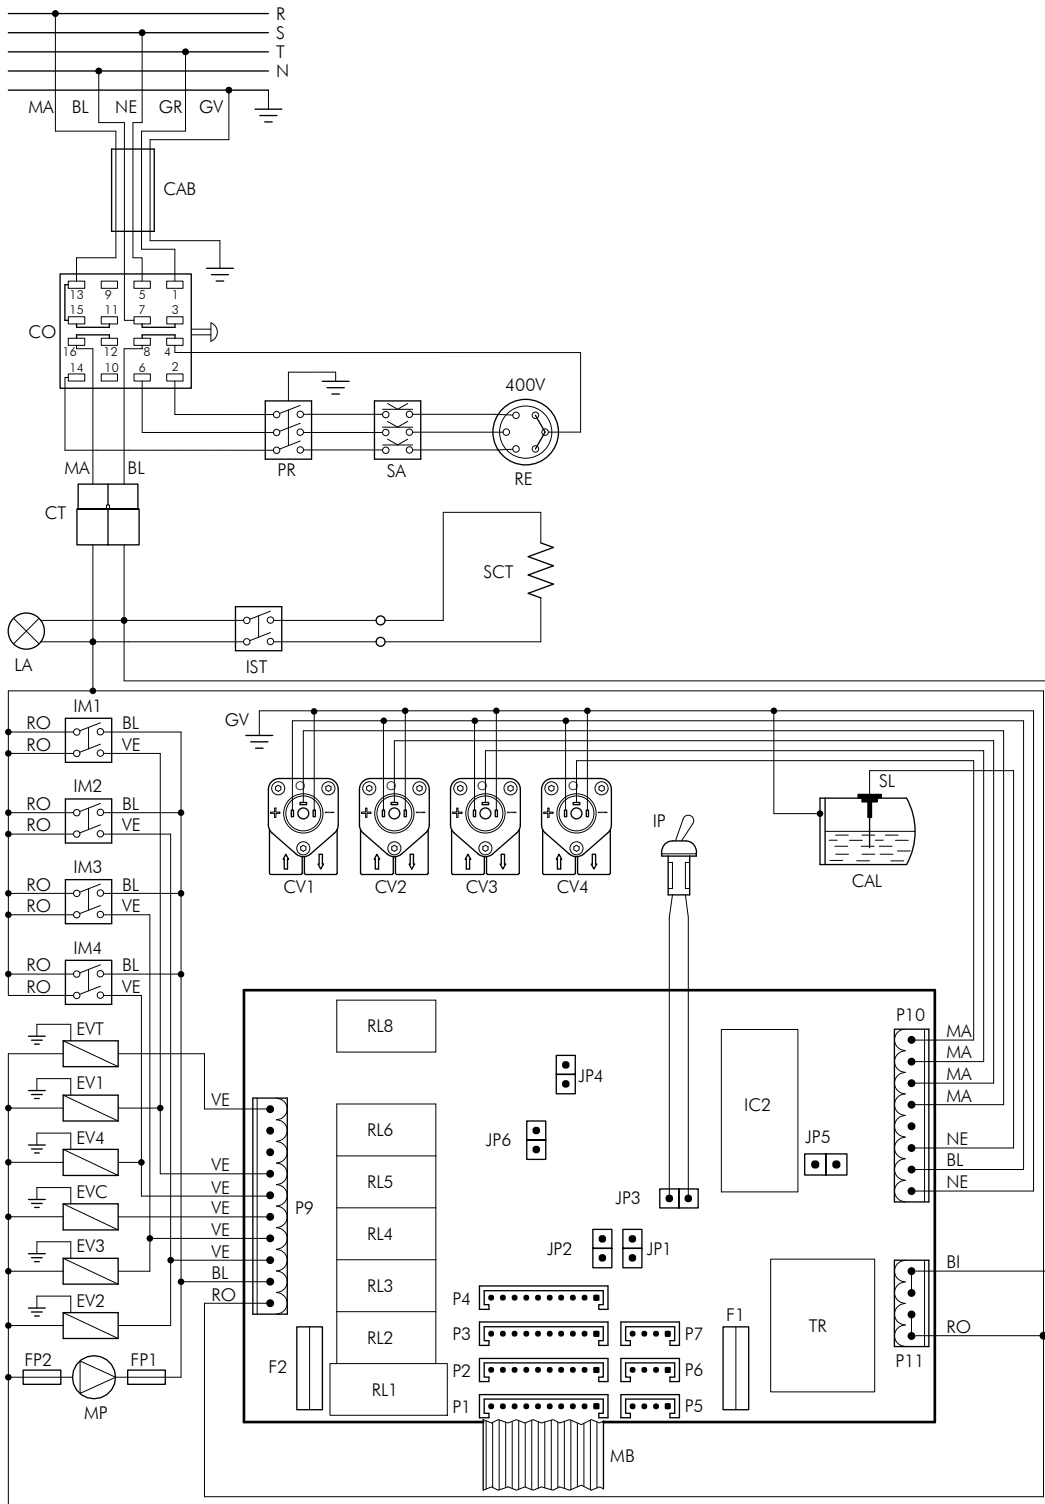 R
S
T
N
MA BL NE GR GV
CAB
13 9 5 1
15 11 7 3
CO
16 12 8 4
14 10 6 2
400V
PR SA RE
MA BL
CT
SCT
LA IST
IM1
RO BL
RO VE
GV
IM2
RO BL
RO VE
SL
IP
CV1 CV2 CV3 CV4 CAL
IM3
RO BL
RO VE
IM4
RO BL
RO VE
EVT
EV1
EV4
EVC
EV3
EV2
FP2 FP1
MP
VE
VE
VE
VE
VE
VE
BL
RO
P9
F2
RL8
RL6
RL5
RL4
RL3
RL2
RL1
JP4
JP6
JP3
JP2 JP1
P4
P3 P7
P2 P6
P1 P5
MB
F1
IC2
JP5
TR
P10
MA
MA
MA
MA
NE
BL
NE
BI
RO
P11